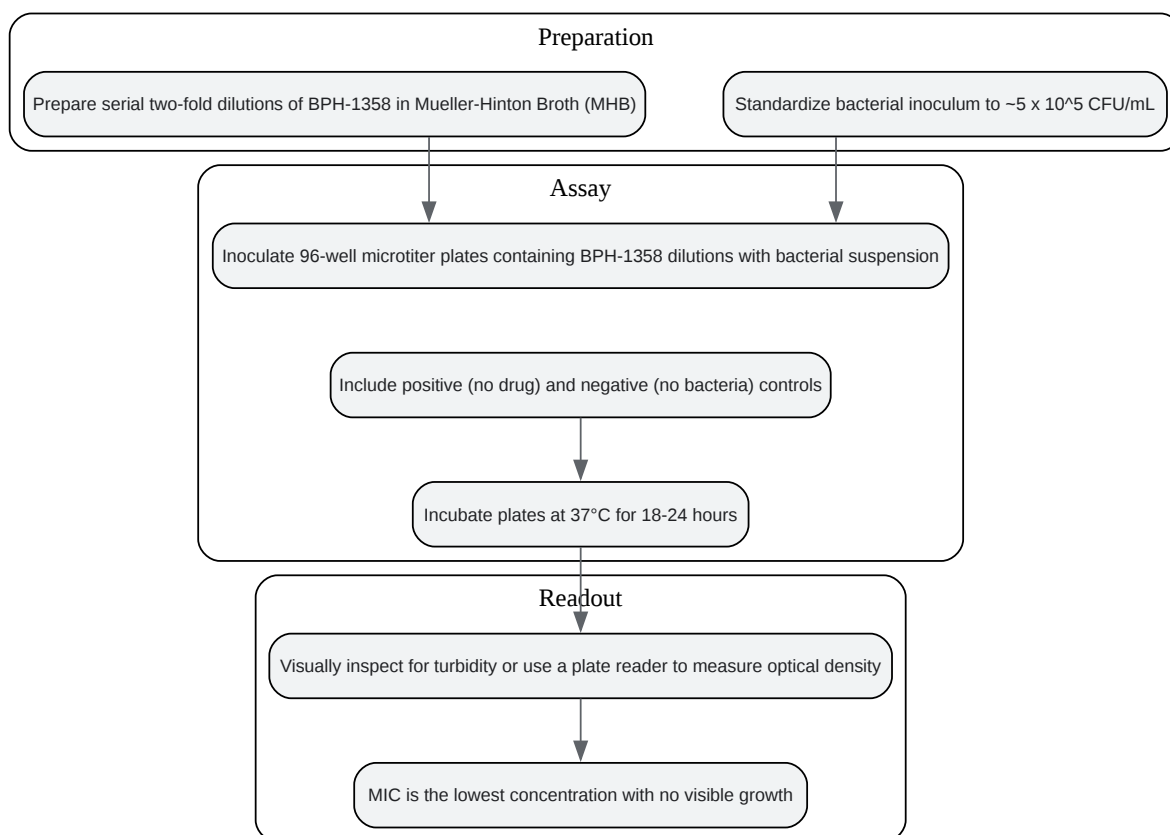 Preparation
Prepare serial two-fold dilutions of BPH-1358 in Mueller-Hinton Broth (MHB)
Standardize bacterial inoculum to ~5 x 10^5 CFU/mL
Assay
Inoculate 96-well microtiter plates containing BPH-1358 dilutions with bacterial suspension
Include positive (no drug) and negative (no bacteria) controls
Incubate plates at 37°C for 18-24 hours
Readout
Visually inspect for turbidity or use a plate reader to measure optical density
MIC is the lowest concentration with no visible growth